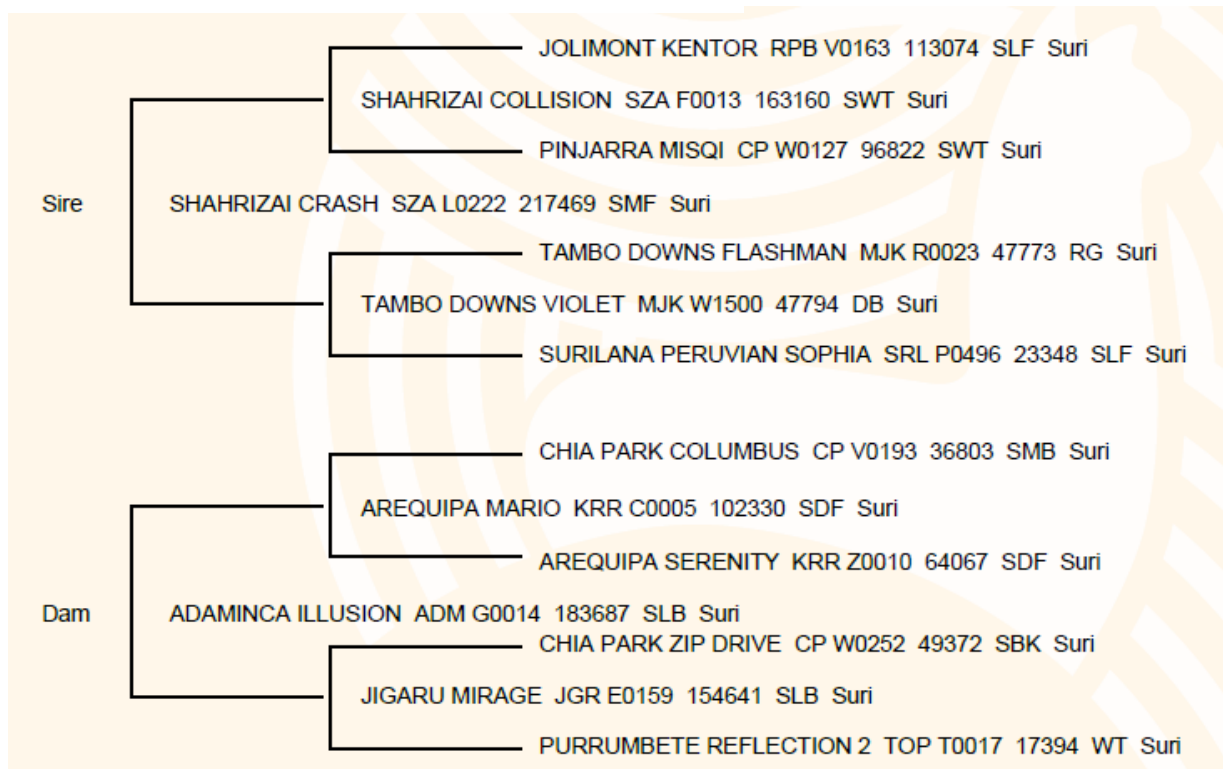 JOLIMONT KENTOR RPB V0163 113074 SLF Suri
SHAHRIZAI COLLISION SZA F0013 163160 SWT Suri
PINJARRA MISQI CP W0127 96822 SWT Suri
Sire SHAHRIZAI CRASH SZA L0222 217469 SMF Suri
TAMBO DOWNS FLASHMAN MJK R0023 47773 RG Suri
TAMBO DOWNS VIOLET MJK W1500 47794 DB Suri
SURILANA PERUVIAN SOPHIA SRL P0496 23348 SLF Suri
CHIA PARK COLUMBUS CP V0193 36803 SMB Suri
AREQUIPA MARIO KRR C0005 102330 SDF Suri
AREQUIPA SERENITY KRR Z0010 64067 SDF Suri
Dam ADAMINCA ILLUSION ADM G0014 183687 SLB Suri
CHIA PARK ZIP DRIVE CP W0252 49372 SBK Suri
JIGARU MIRAGE JGR E0159 154641 SLB Suri
PURRUMBETE REFLECTION 2 TOP T0017 17394 WT Suri